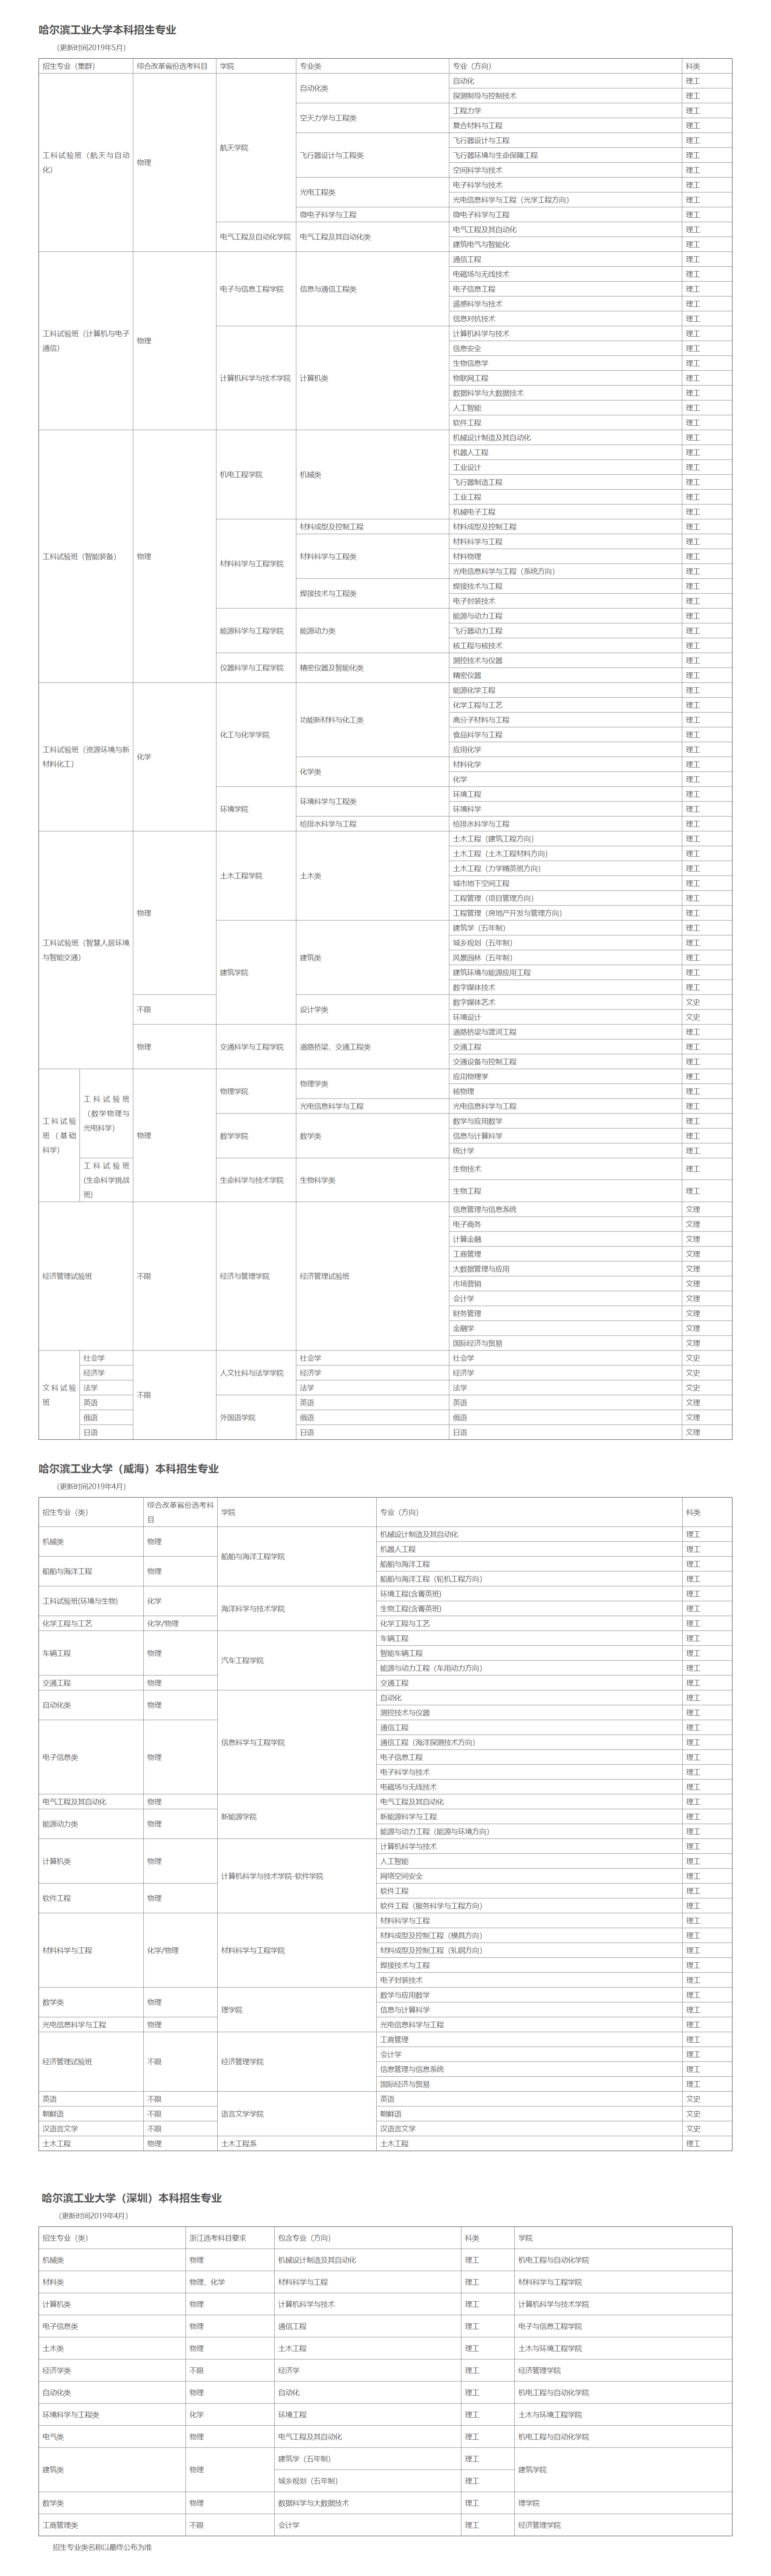 哈尔滨工业大学本科招生专业
（更新时间2019年5月）
招生专业（集群） 综合改革省份选考科目 学院 专业类 专业（方向） 科类
工科试验班（航天与自动化） 物理 航天学院 自动化类 自动化 理工
探测制导与控制技术 理工
空天力学与工程类 工程力学 理工
复合材料与工程 理工
飞行器设计与工程类 飞行器设计与工程 理工
飞行器环境与生命保障工程 理工
空间科学与技术 理工
光电工程类 电子科学与技术 理工
光电信息科学与工程（光学工程方向） 理工
微电子科学与工程 微电子科学与工程 理工
电气工程及自动化学院 电气工程及其自动化类 电气工程及其自动化 理工
建筑电气与智能化 理工
工科试验班（计算机与电子通信） 物理 电子与信息工程学院 信息与通信工程类 通信工程 理工
电磁场与无线技术 理工
电子信息工程 理工
遥感科学与技术 理工
信息对抗技术 理工
计算机科学与技术学院 计算机类 计算机科学与技术 理工
信息安全 理工
生物信息学 理工
物联网工程 理工
数据科学与大数据技术 理工
人工智能 理工
软件工程 理工
工科试验班（智能装备） 物理 机电工程学院 机械类 机械设计制造及其自动化 理工
机器人工程 理工
工业设计 理工
飞行器制造工程 理工
工业工程 理工
机械电子工程 理工
材料科学与工程学院 材料成型及控制工程 材料成型及控制工程 理工
材料科学与工程类 材料科学与工程 理工
材料物理 理工
光电信息科学与工程（系统方向） 理工
焊接技术与工程类 焊接技术与工程 理工
电子封装技术 理工
能源科学与工程学院 能源动力类 能源与动力工程 理工
飞行器动力工程 理工
核工程与核技术 理工
仪器科学与工程学院 精密仪器及智能化类 测控技术与仪器 理工
精密仪器 理工
工科试验班（资源环境与新材料化工） 化学 化工与化学学院 功能新材料与化工类 能源化学工程 理工
化学工程与工艺 理工
高分子材料与工程 理工
食品科学与工程 理工
应用化学 理工
化学类 材料化学 理工
化学 理工
环境学院 环境科学与工程类 环境工程 理工
环境科学 理工
给排水科学与工程 给排水科学与工程 理工
工科试验班（智慧人居环境与智能交通） 物理 土木工程学院 土木类 土木工程（建筑工程方向） 理工
土木工程（土木工程材料方向） 理工
土木工程（力学精英班方向） 理工
城市地下空间工程 理工
工程管理（项目管理方向） 理工
工程管理（房地产开发与管理方向） 理工
建筑学院 建筑类 建筑学（五年制） 理工
城乡规划（五年制） 理工
风景园林（五年制） 理工
建筑环境与能源应用工程 理工
数字媒体技术 理工
不限 设计学类 数字媒体艺术 文史
环境设计 文史
物理 交通科学与工程学院 道路桥梁、交通工程类 道路桥梁与渡河工程 理工
交通工程 理工
交通设备与控制工程 理工
工科试验班（基础科学） 工科试验班（数学物理与光电科学） 物理 物理学院 物理学类 应用物理学 理工
核物理 理工
光电信息科学与工程 光电信息科学与工程 理工
数学学院 数学类 数学与应用数学 理工
信息与计算科学 理工
统计学 理工
工科试验班(生命科学挑战班) 生命科学与技术学院 生物科学类 生物技术 理工
生物工程 理工
经济管理试验班 不限 经济与管理学院 经济管理试验班 信息管理与信息系统 文理
电子商务 文理
计算金融 文理
工商管理 文理
大数据管理与应用 文理
市场营销 文理
会计学 文理
财务管理 文理
金融学 文理
国际经济与贸易 文理
文科试验班 社会学 不限 人文社科与法学学院 社会学 社会学 文史
经济学 经济学 经济学 文史
法学 法学 法学 文史
英语 外国语学院 英语 英语 文理
俄语 俄语 俄语 文理
日语 日语 日语 文理
哈尔滨工业大学（威海）本科招生专业
（更新时间2019年4月）
招生专业（类） 综合改革省份选考科目 学院 专业（方向） 科类
机械类 物理 船舶与海洋工程学院 机械设计制造及其自动化 理工
机器人工程 理工
船舶与海洋工程 物理 船舶与海洋工程 理工
船舶与海洋工程（轮机工程方向） 理工
工科试验班(环境与生物) 化学 海洋科学与技术学院 环境工程(含菁英班) 理工
生物工程(含菁英班) 理工
化学工程与工艺 化学/物理 化学工程与工艺 理工
车辆工程 物理 汽车工程学院 车辆工程 理工
智能车辆工程 理工
能源与动力工程（车用动力方向） 理工
交通工程 物理 交通工程 理工
自动化类 物理 信息科学与工程学院 自动化 理工
测控技术与仪器 理工
电子信息类 物理 通信工程 理工
通信工程（海洋探测技术方向） 理工
电子信息工程 理工
电子科学与技术 理工
电磁场与无线技术 理工
电气工程及其自动化 物理 新能源学院 电气工程及其自动化 理工
能源动力类 物理 新能源科学与工程 理工
能源与动力工程（能源与环境方向） 理工
计算机类 物理 计算机科学与技术学院·软件学院 计算机科学与技术 理工
人工智能 理工
网络空间安全 理工
软件工程 物理 软件工程 理工
软件工程（服务科学与工程方向） 理工
材料科学与工程 化学/物理 材料科学与工程学院 材料科学与工程 理工
材料成型及控制工程（模具方向） 理工
材料成型及控制工程（轧钢方向） 理工
焊接技术与工程 理工
电子封装技术 理工
数学类 物理 理学院 数学与应用数学 理工
信息与计算科学 理工
光电信息科学与工程 物理 光电信息科学与工程 理工
经济管理试验班 不限 经济管理学院 工商管理 理工
会计学 理工
信息管理与信息系统 理工
国际经济与贸易 理工
英语 不限 语言文学学院 英语 文史
朝鲜语 不限 朝鲜语 文史
汉语言文学 不限 汉语言文学 文史
土木工程 物理 土木工程系 土木工程 理工
哈尔滨工业大学（深圳）本科招生专业
（更新时间2019年4月）
招生专业（类） 浙江选考科目要求 包含专业（方向） 科类 学院
机械类 物理 机械设计制造及其自动化 理工 机电工程与自动化学院
材料类 物理、化学 材料科学与工程 理工 材料科学与工程学院
计算机类 物理 计算机科学与技术 理工 计算机科学与技术学院
电子信息类 物理 通信工程 理工 电子与信息工程学院
土木类 物理 土木工程 理工 土木与环境工程学院
经济学类 不限 经济学 理工 经济管理学院
自动化类 物理 自动化 理工 机电工程与自动化学院
环境科学与工程类 化学 环境工程 理工 土木与环境工程学院
电气类 物理 电气工程及其自动化 理工 机电工程与自动化学院
建筑类 物理 建筑学（五年制） 理工 建筑学院
城乡规划（五年制） 理工
数学类 物理 数据科学与大数据技术 理工 理学院
工商管理类 不限 会计学 理工 经济管理学院
招生专业类名称以最终公布为准